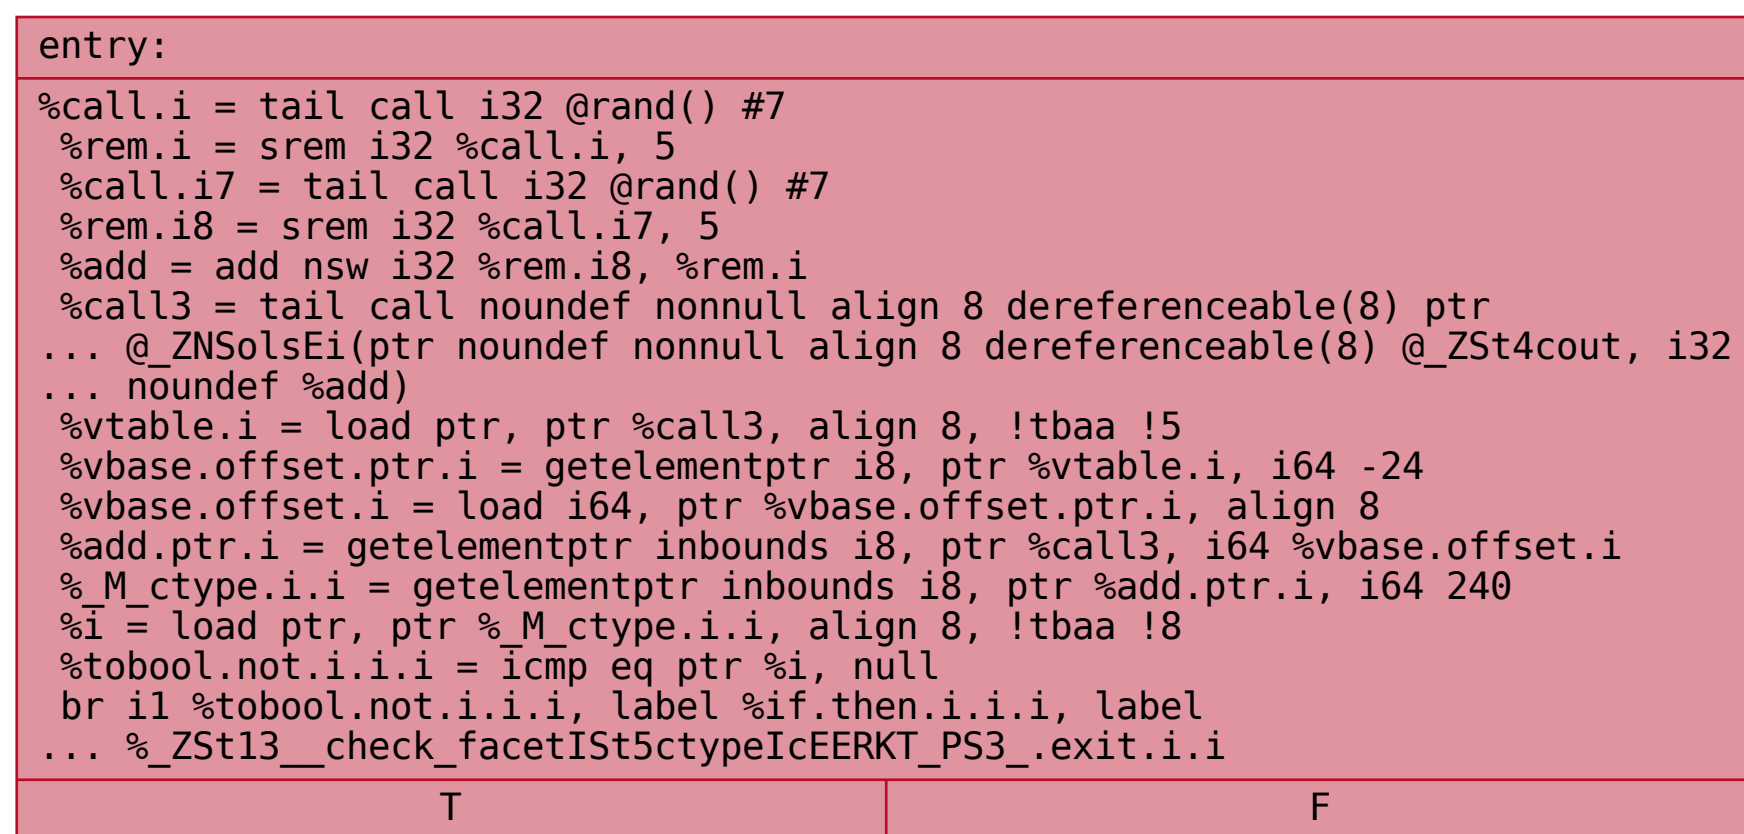 entry:
%call.i = tail call i32 @rand() #7
%rem.i = srem i32 %call.i, 5
%call.i7 = tail call i32 @rand() #7
%rem.i8 = srem i32 %call.i7, 5
%add = add nsw i32 %rem.i8, %rem.i
%call3 = tail call noundef nonnull align 8 dereferenceable(8) ptr
... @_ZNSolsEi(ptr noundef nonnull align 8 dereferenceable(8) @_ZSt4cout, i32
... noundef %add)
%vtable.i = load ptr, ptr %call3, align 8, !tbaa !5
%vbase.offset.ptr.i = getelementptr i8, ptr %vtable.i, i64 -24
%vbase.offset.i = load i64, ptr %vbase.offset.ptr.i, align 8
%add.ptr.i = getelementptr inbounds i8, ptr %call3, i64 %vbase.offset.i
%_M_ctype.i.i = getelementptr inbounds i8, ptr %add.ptr.i, i64 240
%i = load ptr, ptr %_M_ctype.i.i, align 8, !tbaa !8
%tobool.not.i.i.i = icmp eq ptr %i, null
br i1 %tobool.not.i.i.i, label %if.then.i.i.i, label
... %_ZSt13__check_facetISt5ctypeIcEERKT_PS3_.exit.i.i
T F